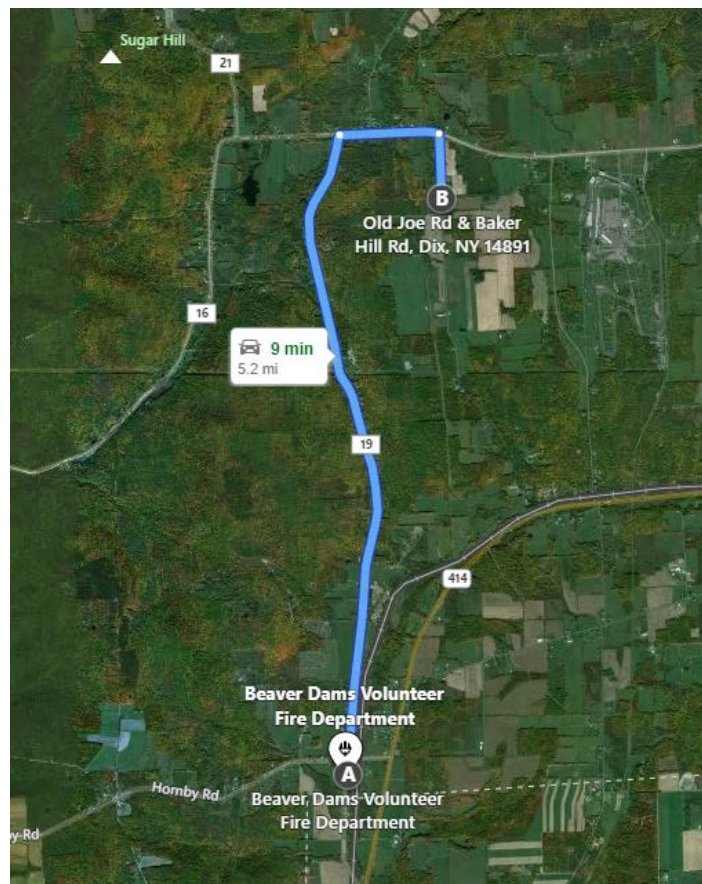 Sugar Hill
21
B
Old Joe Rd & Baker
Hill Rd, Dix, NY 14891
16
9 min
5.2 mi
19
414
Beaver Dams Volunteer
Fire Department
A
Hornby Rd
Beaver Dams Volunteer
Fire Department
by-Rd